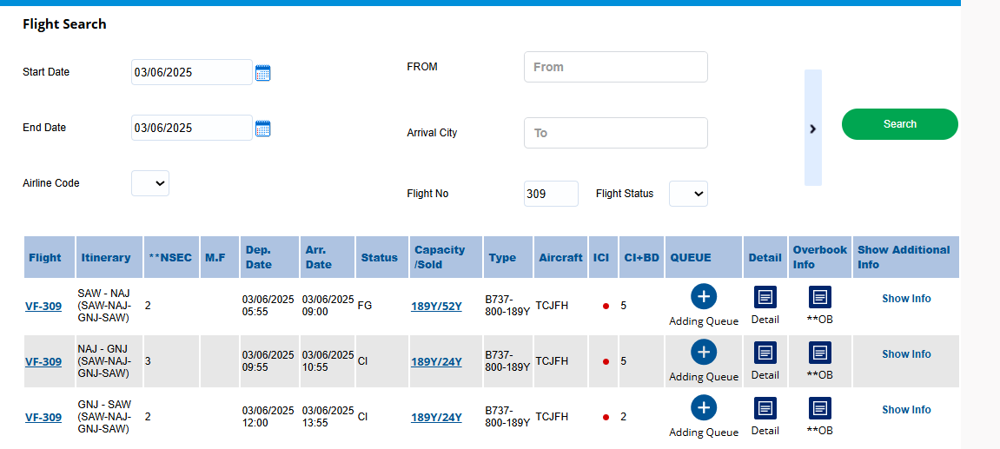 Flight Search
Start Date 03/06/2025 FROM From
End Date 03/06/2025 Arrival City To Search
Airline Code Flight No 309 Flight Status
Flight Itinerary **NSEC M.F Dep. Date Arr. Date Status Capacity /Sold Type Aircraft ICI CI+BD QUEUE Detail Overbook Info Show Additional Info
VF-309 SAW - NAJ (SAW-NAJ-GNJ-SAW) 2 03/06/2025 05:55 03/06/2025 09:00 FG 189Y/52Y B737-800-189Y TCJFH 5 Adding Queue Detail **OB Show Info
VF-309 NAJ - GNJ (SAW-NAJ-GNJ-SAW) 3 03/06/2025 09:55 03/06/2025 10:55 CI 189Y/24Y B737-800-189Y TCJFH 5 Adding Queue Detail **OB Show Info
VF-309 GNJ - SAW (SAW-NAJ-GNJ-SAW) 2 03/06/2025 12:00 03/06/2025 13:55 CI 189Y/24Y B737-800-189Y TCJFH 2 Adding Queue Detail **OB Show Info